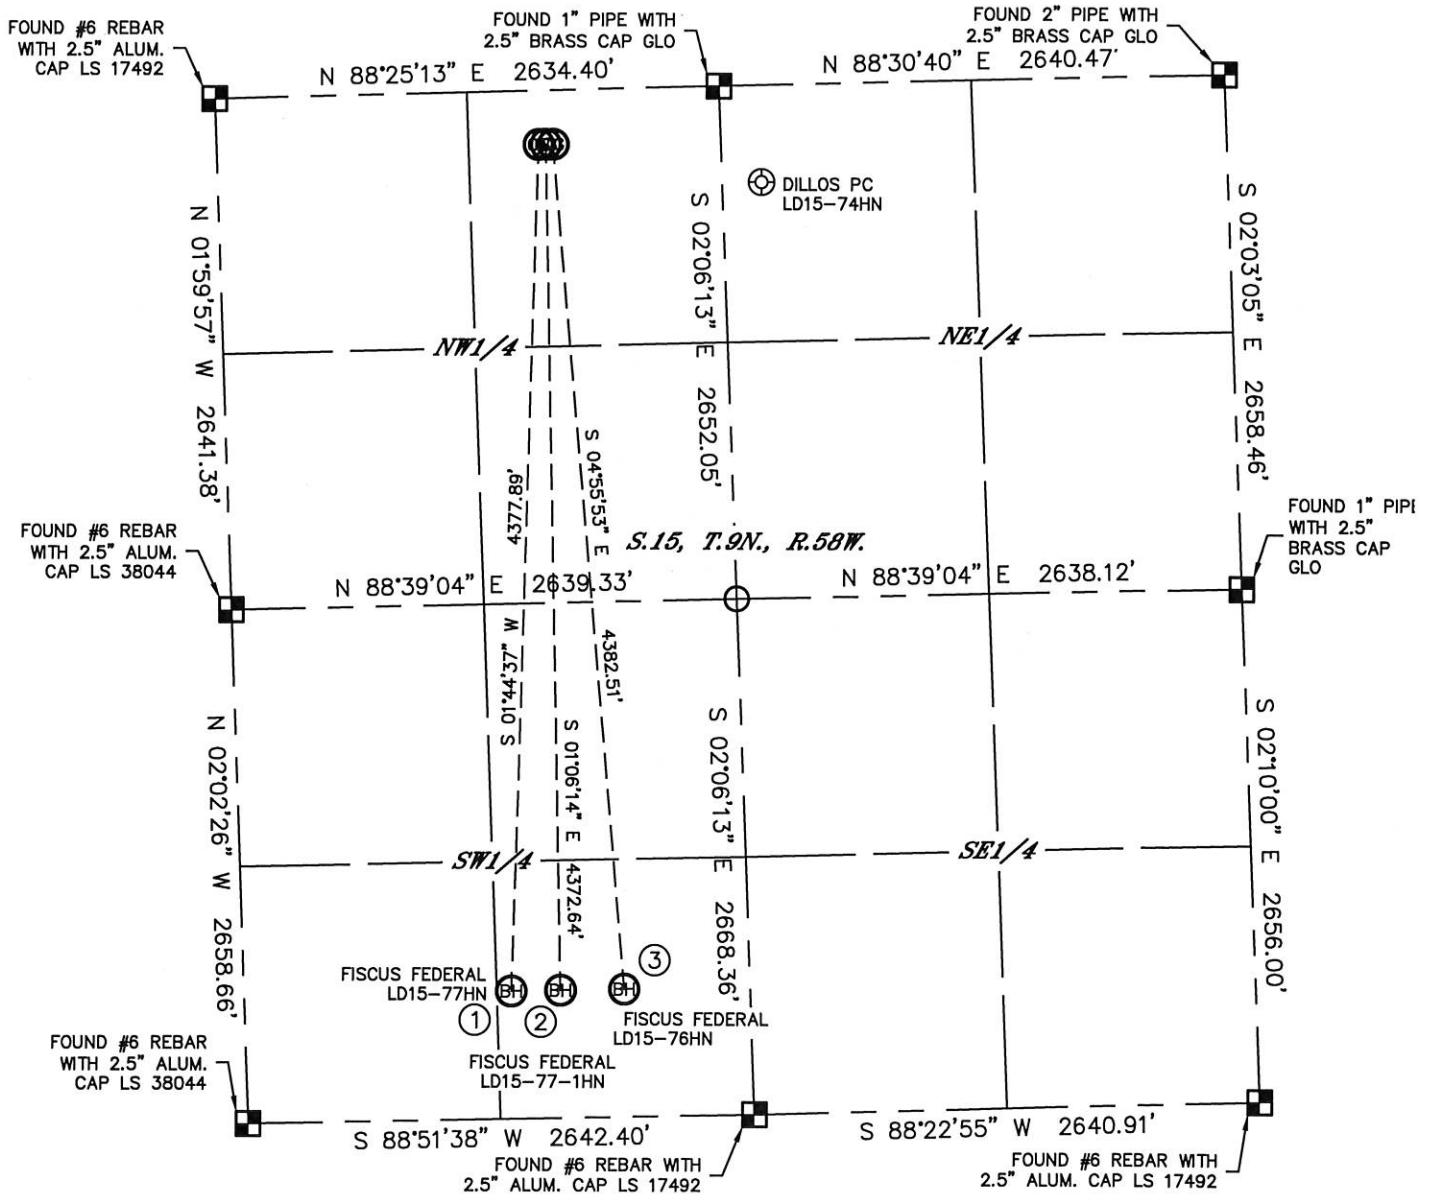 FOUND #6 REBAR
WITH 2.5" ALUM.
CAP LS 17492
FOUND 1" PIPE WITH
2.5" BRASS CAP GLO
FOUND 2" PIPE WITH
2.5" BRASS CAP GLO
N 88°25'13" E 2634.40'
N 88°30'40" E 2640.47'
DILLOS PC
LD15-74HN
N 01°59'57" W 2641.38'
S 02°06'13" E 2652.05'
S 02°03'05" E 2658.46'
NW1/4
NE1/4
4377.89'
S 04°55'53" E
S.15, T.9N., R.58W.
FOUND 1" PIPE
WITH 2.5"
BRASS CAP
GLO
FOUND #6 REBAR
WITH 2.5" ALUM.
CAP LS 38044
N 88°39'04" E 2639.33'
N 88°39'04" E 2638.12'
S 01°44'37" W
4382.51'
S 01°06'14" E
4372.64'
N 02°02'26" W 2658.66'
S 02°06'13" E 2668.36'
S 02°10'00" E 2656.00'
SW1/4
SE1/4
FISCUS FEDERAL
LD15-77HN
BH
BH
BH
1
2
3
FISCUS FEDERAL
LD15-76HN
FISCUS FEDERAL
LD15-77-1HN
FOUND #6 REBAR
WITH 2.5" ALUM.
CAP LS 38044
S 88°51'38" W 2642.40'
S 88°22'55" W 2640.91'
FOUND #6 REBAR WITH
2.5" ALUM. CAP LS 17492
FOUND #6 REBAR WITH
2.5" ALUM. CAP LS 17492